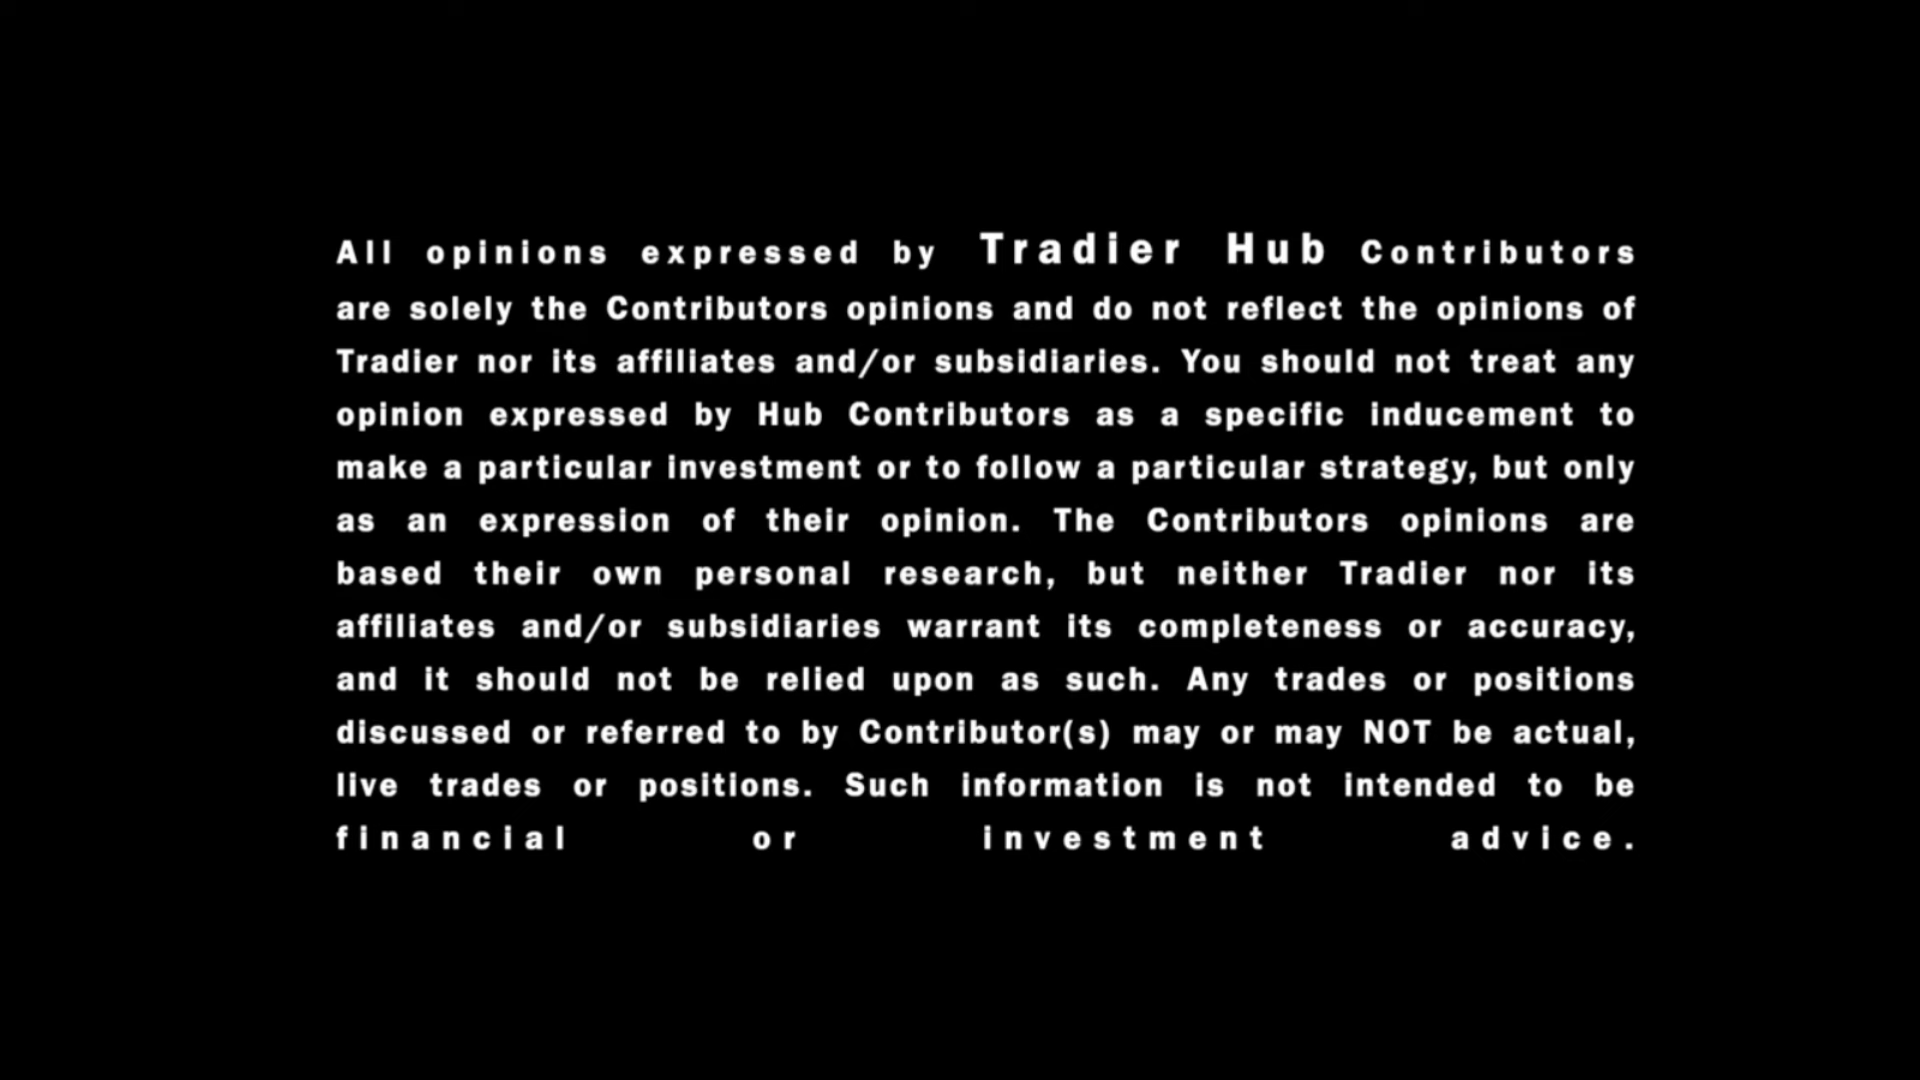 All opinions expressed by Tradier Hub Contributors
are solely the Contributors opinions and do not reflect the opinions of
Tradier nor its affiliates and/or subsidiaries. You should not treat any
opinion expressed by Hub Contributors as a specific inducement to
make a particular investment or to follow a particular strategy, but only
as an expression of their opinion. The Contributors opinions are
based their own personal research, but neither Tradier nor its
affiliates and/or subsidiaries warrant its completeness or accuracy,
and it should not be relied upon as such. Any trades or positions
discussed or referred to by Contributor(s) may or may NOT be actual,
live trades or positions. Such information is not intended to be
financial or investment advice.